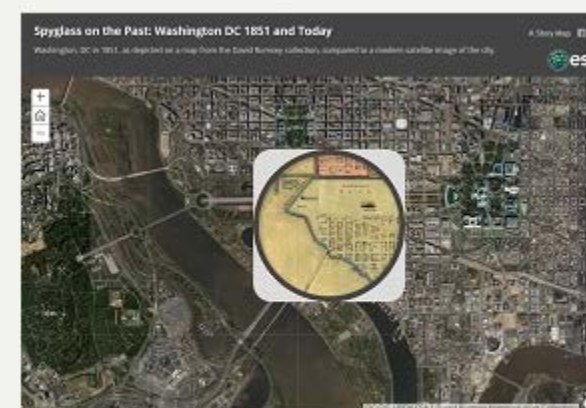 Spyglass on the Past: Washington DC 1851 and Today
A Story Map
Washington, DC in 1851, as depicted on a map from the David Rumsey collection, compared to a modern satellite image of the city.
es